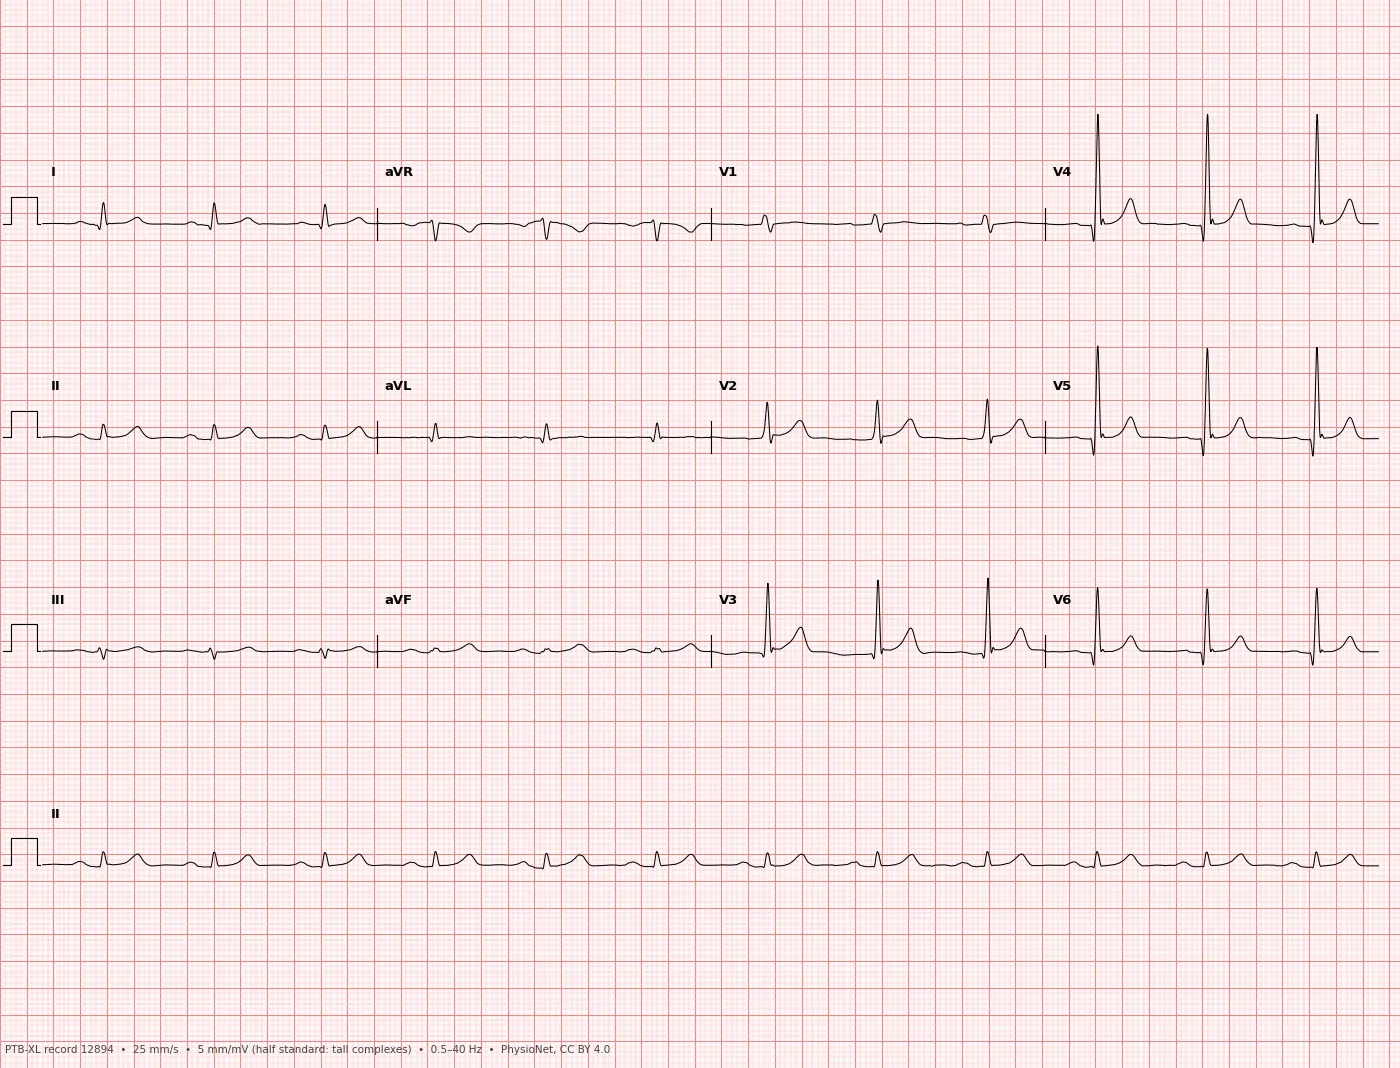 I aVR V1 V4
II aVL V2 V5
III aVF V3 V6
II
PTB-XL record 12894 • 25 mm/s • 5 mm/mV (half standard: tall complexes) • 0.5–40 Hz • PhysioNet, CC BY 4.0